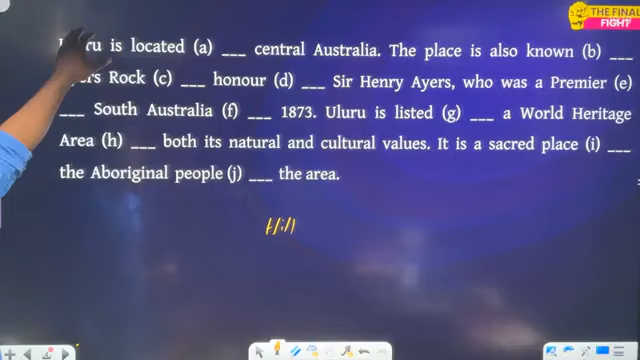 THE FINAL
FIGHT
is located (a) ___ central Australia. The place is also known (b) ___
Rock (c) ___ honour (d) ___ Sir Henry Ayers, who was a Premier (e)
___ South Australia (f) ___ 1873. Uluru is listed (g) ___ a World Heritage
Area (h) ___ both its natural and cultural values. It is a sacred place (i) ___
the Aboriginal people (j) ___ the area.
Hill